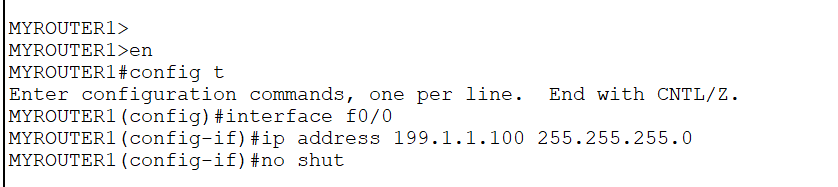 MYROUTER1>
MYROUTER1>en
MYROUTER1#config t
Enter configuration commands, one per line.  End with CNTL/Z.
MYROUTER1(config)#interface f0/0
MYROUTER1(config-if)#ip address 199.1.1.100 255.255.255.0
MYROUTER1(config-if)#no shut